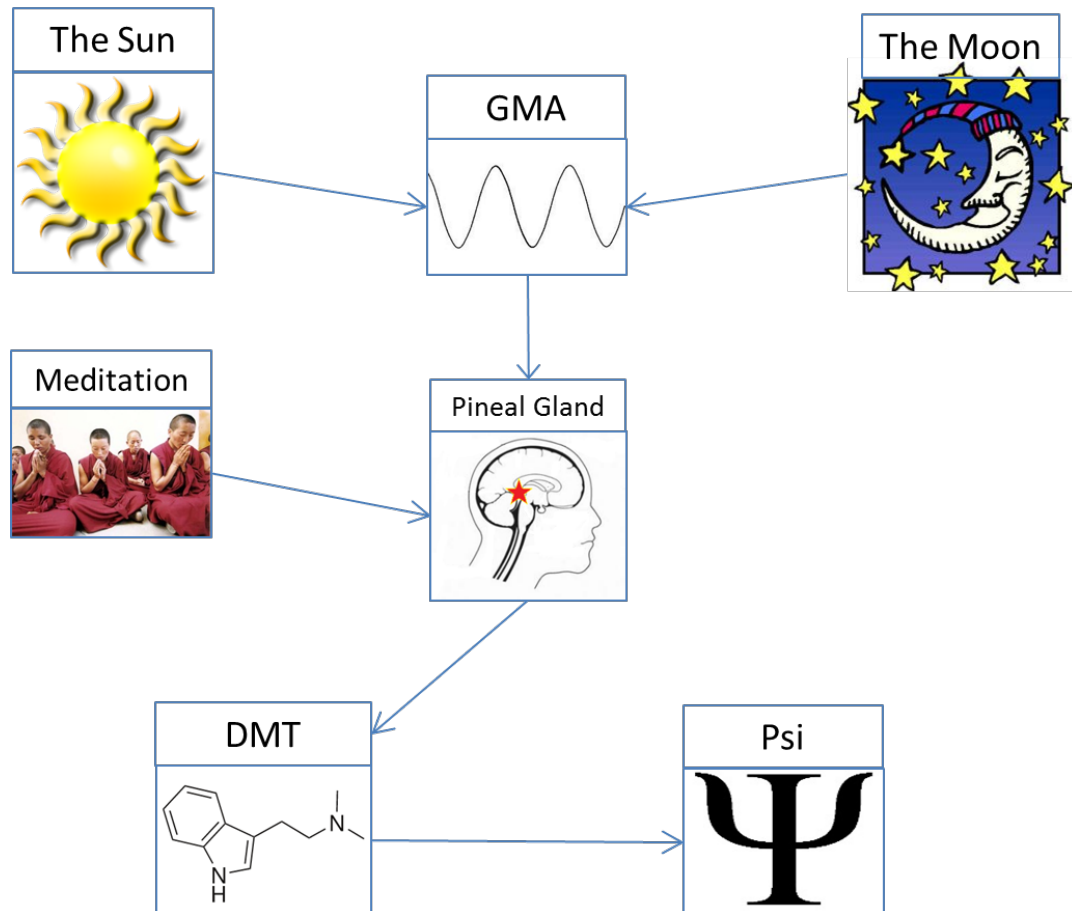 The Sun
The Moon
GMA
Meditation
Pineal Gland
DMT
N
N
H
Psi
Ψ